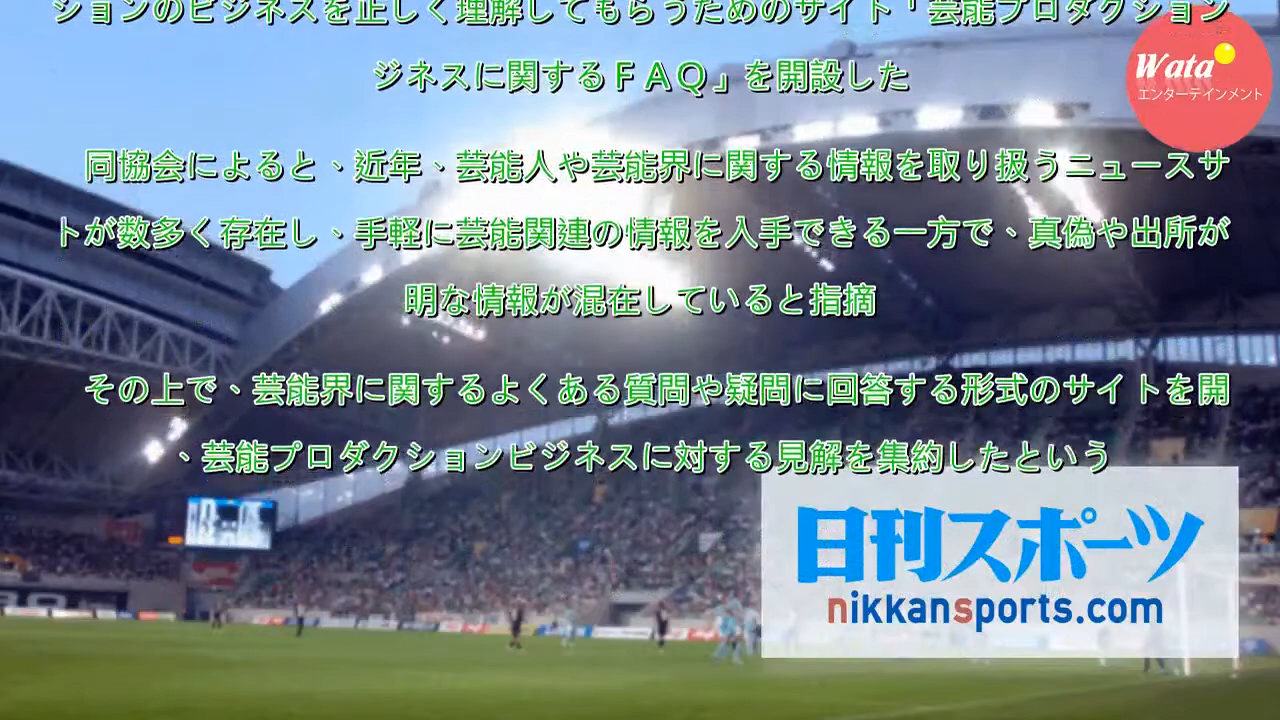 ションのビジネスを正しく理解してもらうためのサイト「芸能プロダクション
ジネスに関するＦＡＱ」を開設した
同協会によると、近年、芸能人や芸能界に関する情報を取り扱うニュースサ
トが数多く存在し、手軽に芸能関連の情報を入手できる一方で、真偽や出所が
明な情報が混在していると指摘
その上で、芸能界に関するよくある質問や疑問に回答する形式のサイトを開
、芸能プロダクションビジネスに対する見解を集約したという
Wata
エンターテインメント
日刊スポーツ
nikkansports.com